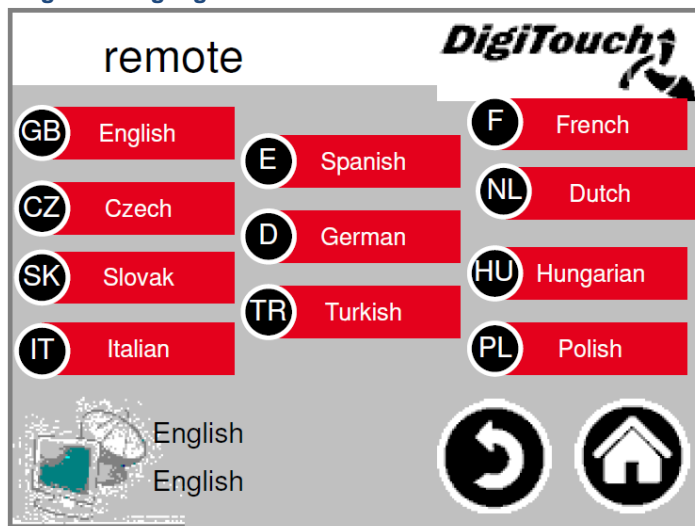 remote
DigiTouch
GB English
E Spanish
F French
CZ Czech
D German
NL Dutch
SK Slovak
TR Turkish
HU Hungarian
IT Italian
PL Polish
English
English